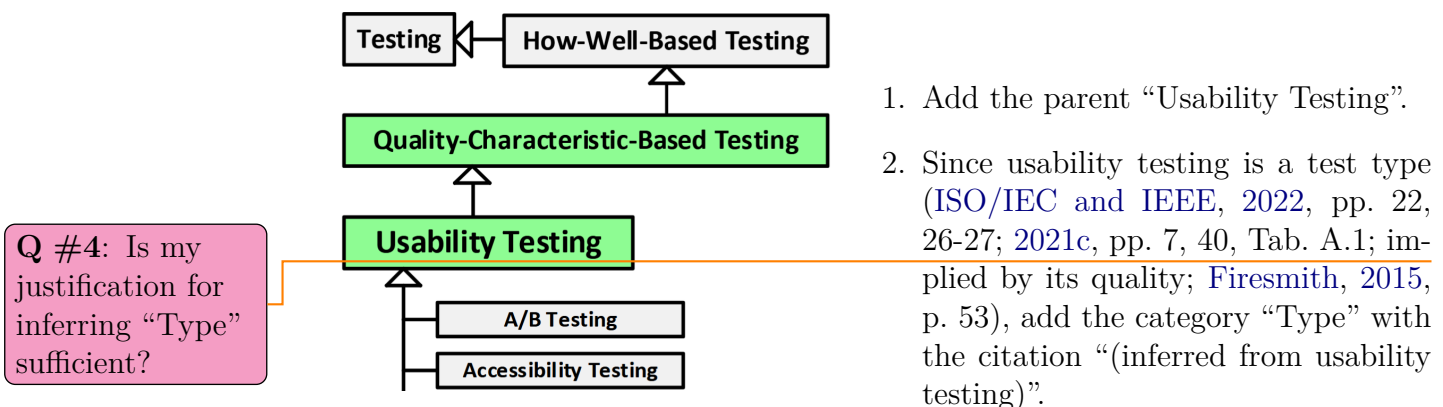 Testing
How-Well-Based Testing
Quality-Characteristic-Based Testing
Usability Testing
A/B Testing
Accessibility Testing
Q #4: Is my
justification for
inferring “Type”
sufficient?
1. Add the parent “Usability Testing”.
2. Since usability testing is a test type
(ISO/IEC and IEEE, 2022, pp. 22,
26-27; 2021c, pp. 7, 40, Tab. A.1; im-
plied by its quality; Firesmith, 2015,
p. 53), add the category “Type” with
the citation “(inferred from usability
testing)”.